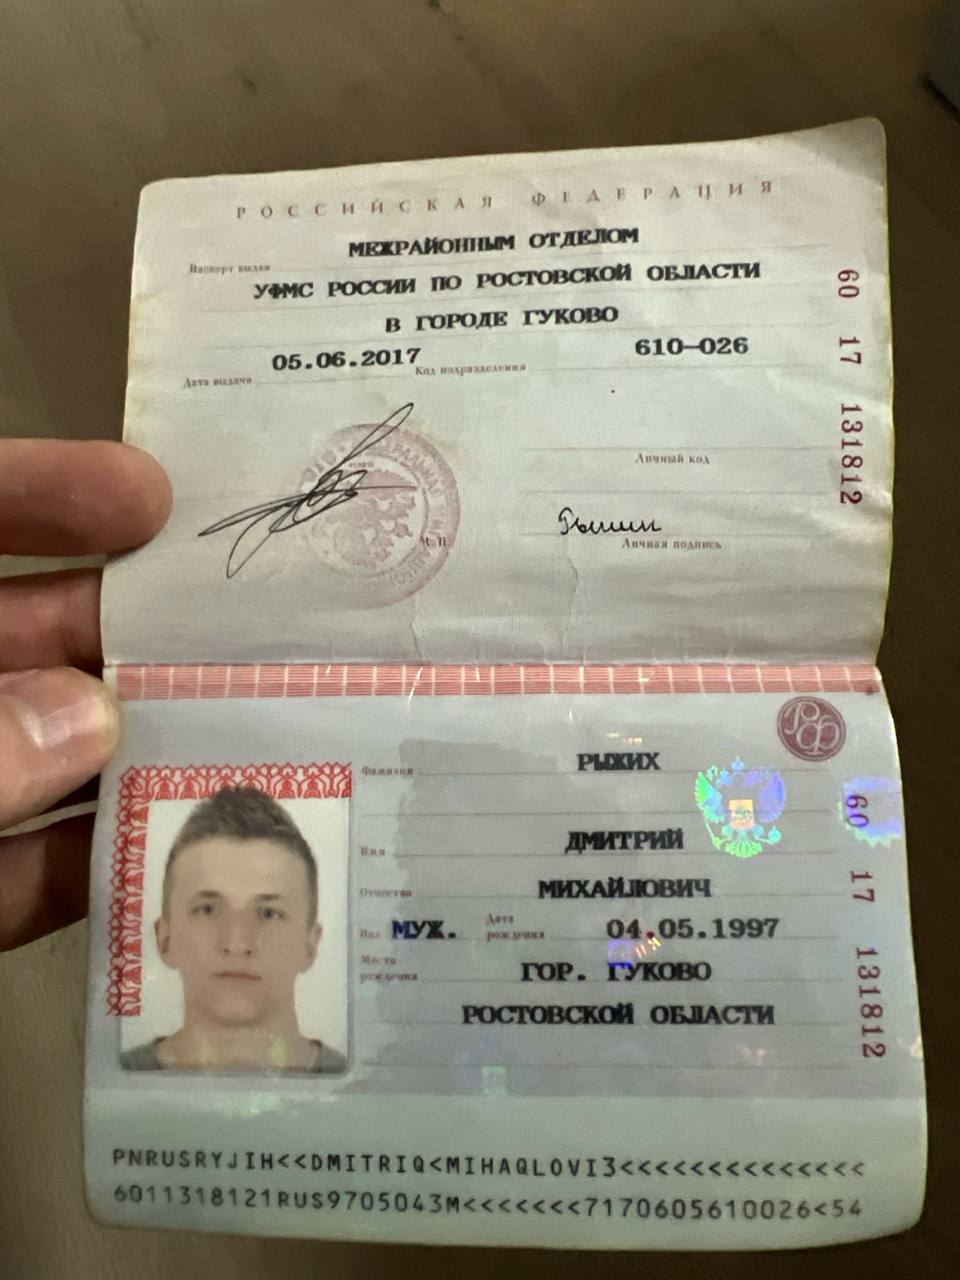 РОССИЙСКАЯ ФЕДЕРАЦИЯ
Паспорт выдан МЕЖРАЙОННЫМ ОТДЕЛОМ
УФМС РОССИИ ПО РОСТОВСКОЙ ОБЛАСТИ
В ГОРОДЕ ГУКОВО
Дата выдачи 05.06.2017 Код подразделения 610-026
Личный код
М.П.
Личная подпись
60 17 131812
Фамилия РЫЖИХ
Имя ДМИТРИЙ
Отчество МИХАЙЛОВИЧ
Пол МУЖ. Дата рождения 04.05.1997
Место рождения ГОР. ГУКОВО
РОСТОВСКОЙ ОБЛАСТИ
РФ
60 17 131812
PNRUSRYJIH<<DMITRIQ<MIHAQLOVI3<<<<<<<<<<<<<<
6011318121RUS9705043M<<<<<<<7170605610026<54